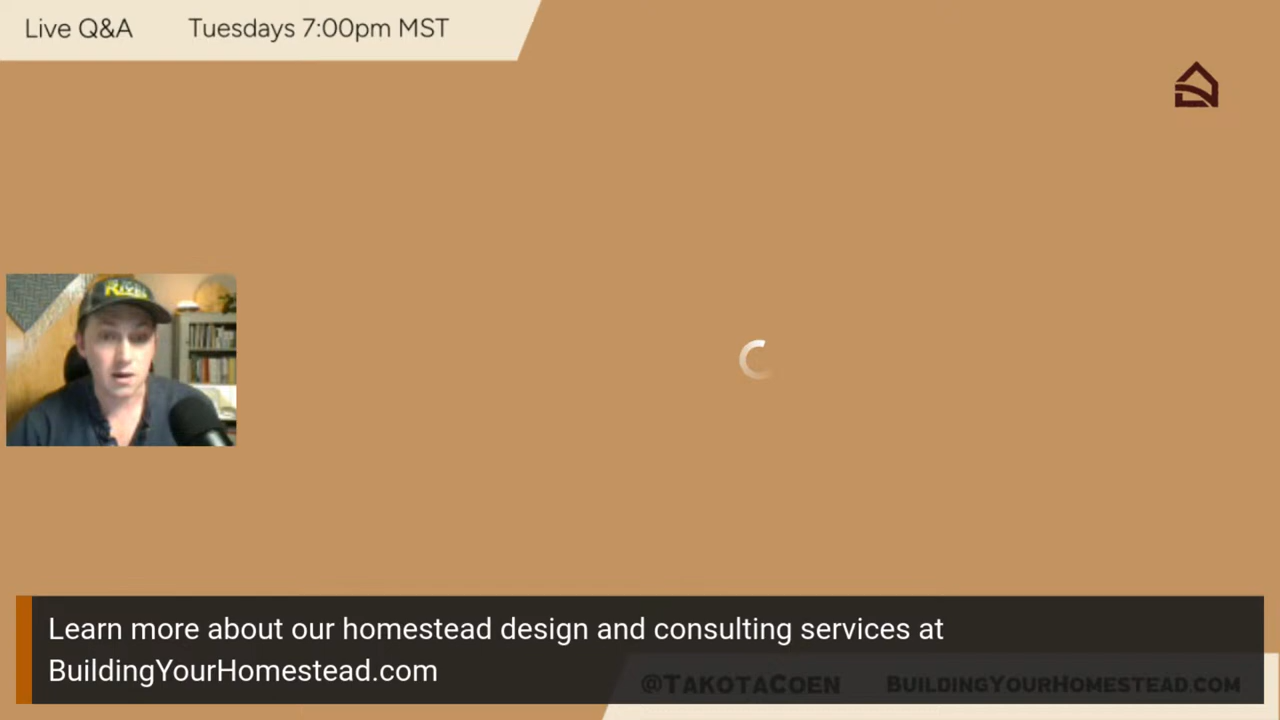 Live Q&A Tuesdays 7:00pm MST
RIVER
Learn more about our homestead design and consulting services at
BuildingYourHomestead.com
@TAKOTACOEN BUILDINGYOURHOMESTEAD.COM